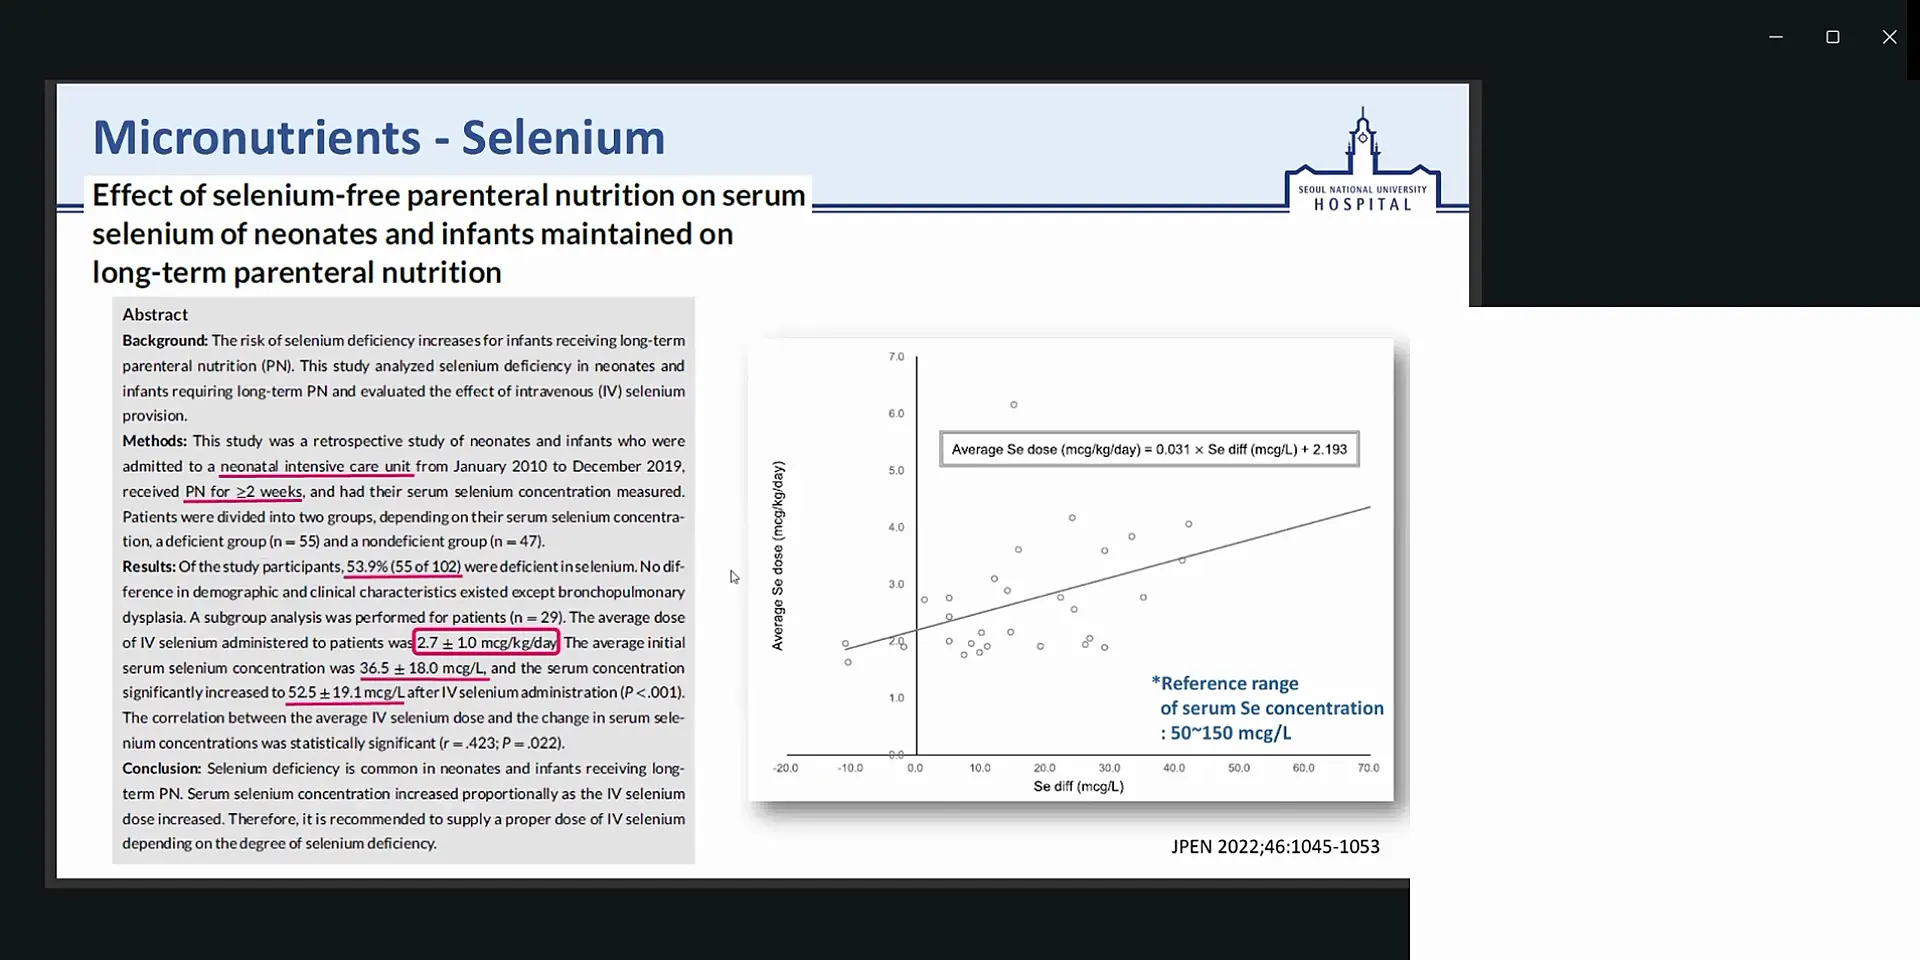 Micronutrients - Selenium
SEOUL NATIONAL UNIVERSITY
HOSPITAL
Effect of selenium-free parenteral nutrition on serum
selenium of neonates and infants maintained on
long-term parenteral nutrition
Abstract
Background: The risk of selenium deficiency increases for infants receiving long-term
parenteral nutrition (PN). This study analyzed selenium deficiency in neonates and
infants requiring long-term PN and evaluated the effect of intravenous (IV) selenium
provision.
Methods: This study was a retrospective study of neonates and infants who were
admitted to a neonatal intensive care unit from January 2010 to December 2019,
received PN for ≥2 weeks, and had their serum selenium concentration measured.
Patients were divided into two groups, depending on their serum selenium concentra-
tion, a deficient group (n = 55) and a nondeficient group (n = 47).
Results: Of the study participants, 53.9% (55 of 102) were deficient in selenium. No dif-
ference in demographic and clinical characteristics existed except bronchopulmonary
dysplasia. A subgroup analysis was performed for patients (n = 29). The average dose
of IV selenium administered to patients was 2.7 ± 1.0 mcg/kg/day. The average initial
serum selenium concentration was 36.5 ± 18.0 mcg/L, and the serum concentration
significantly increased to 52.5 ± 19.1 mcg/L after IV selenium administration (P < .001).
The correlation between the average IV selenium dose and the change in serum sele-
nium concentrations was statistically significant (r = .423; P = .022).
Conclusion: Selenium deficiency is common in neonates and infants receiving long-
term PN. Serum selenium concentration increased proportionally as the IV selenium
dose increased. Therefore, it is recommended to supply a proper dose of IV selenium
depending on the degree of selenium deficiency.
Average Se dose (mcg/kg/day)
7.0
6.0
5.0
4.0
3.0
2.0
1.0
0.0
Average Se dose (mcg/kg/day) = 0.031 × Se diff (mcg/L) + 2.193
*Reference range
of serum Se concentration
: 50~150 mcg/L
-20.0 -10.0 0.0 10.0 20.0 30.0 40.0 50.0 60.0 70.0
Se diff (mcg/L)
JPEN 2022;46:1045-1053